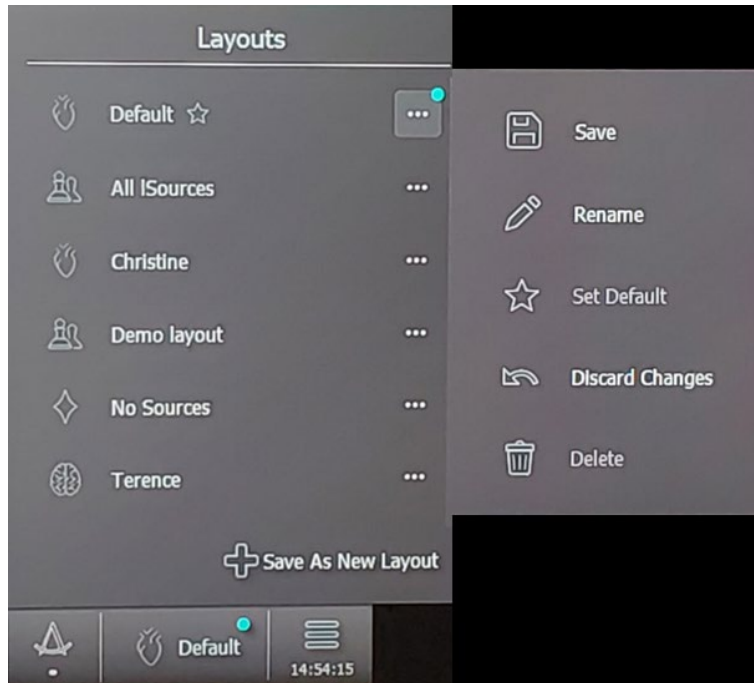 Layouts
Default
All ISources
Christine
Demo layout
No Sources
Terence
Save As New Layout
Default
14:54:15
Save
Rename
Set Default
Discard Changes
Delete